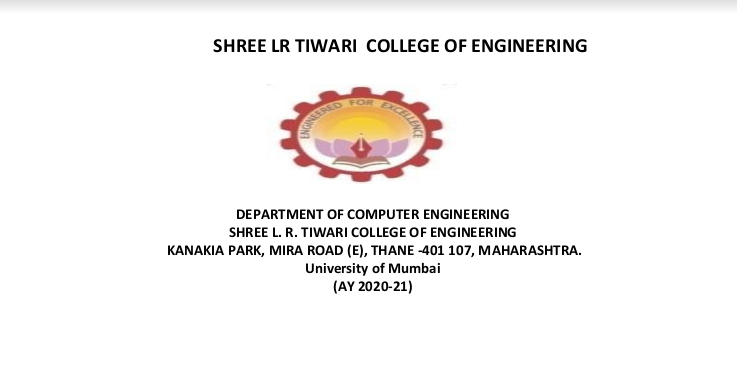 SHREE LR TIWARI COLLEGE OF ENGINEERING
ENGINEERED FOR EXCELLENCE
DEPARTMENT OF COMPUTER ENGINEERING
SHREE L. R. TIWARI COLLEGE OF ENGINEERING
KANAKIA PARK, MIRA ROAD (E), THANE -401 107, MAHARASHTRA.
University of Mumbai
(AY 2020-21)